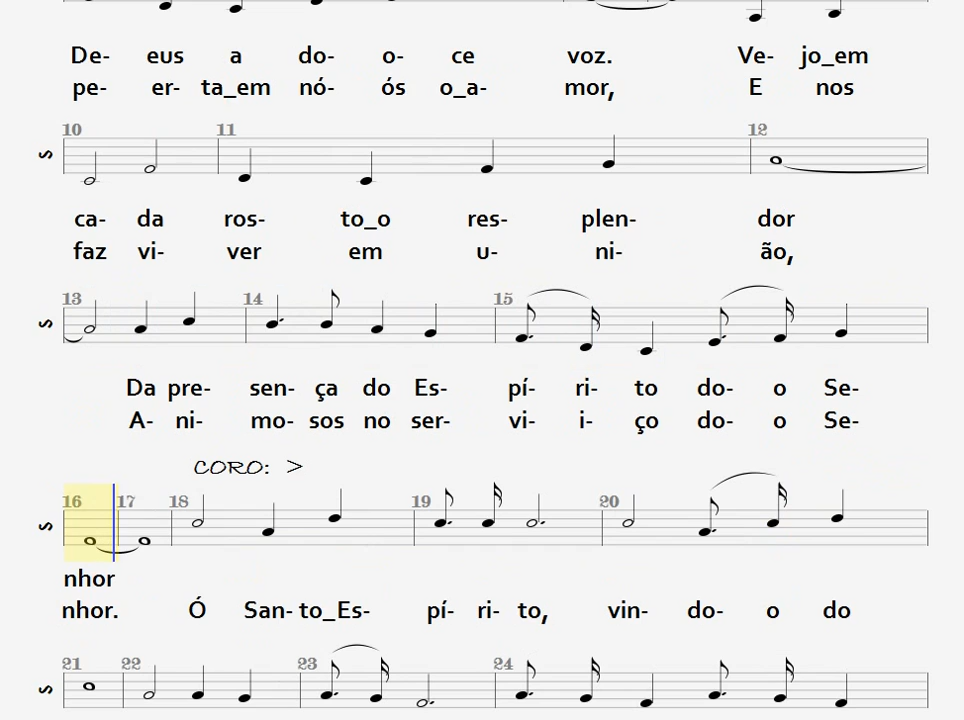 De- eus a do- o- ce voz. Ve- jo_em
pe- er- ta_em nó- ós o_a- mor, E nos
10 11 12
S
ca- da ros- to_o res- plen- dor
faz vi- ver em u- ni- ão,
13 14 15
S
Da pre- sen- ça do Es- pí- ri- to do- o Se-
A- ni- mo- sos no ser- vi- i- ço do- o Se-
CORO: >
16 17 18 19 20
S
nhor
nhor. Ó San- to_Es- pí- ri- to, vin- do- o do
21 22 23 24
S